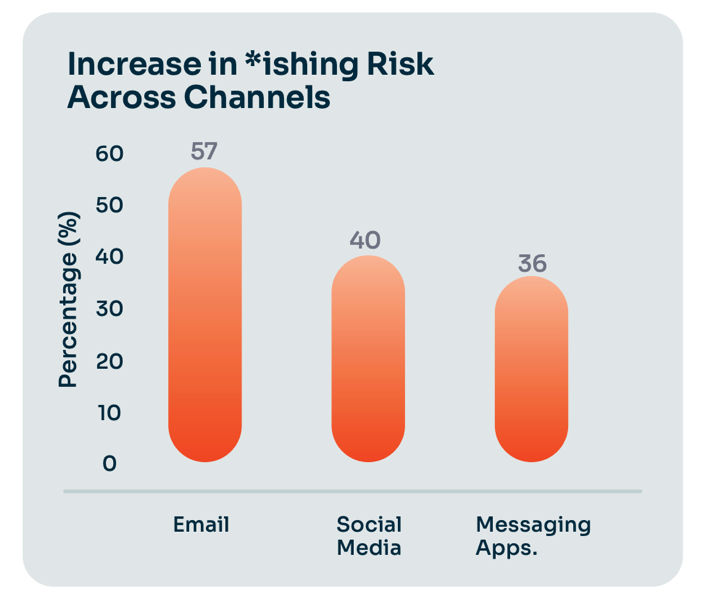 Increase in *ishing Risk
Across Channels
Percentage (%)
60
50
40
30
20
10
0
57
40
36
Email
Social
Media
Messaging
Apps.